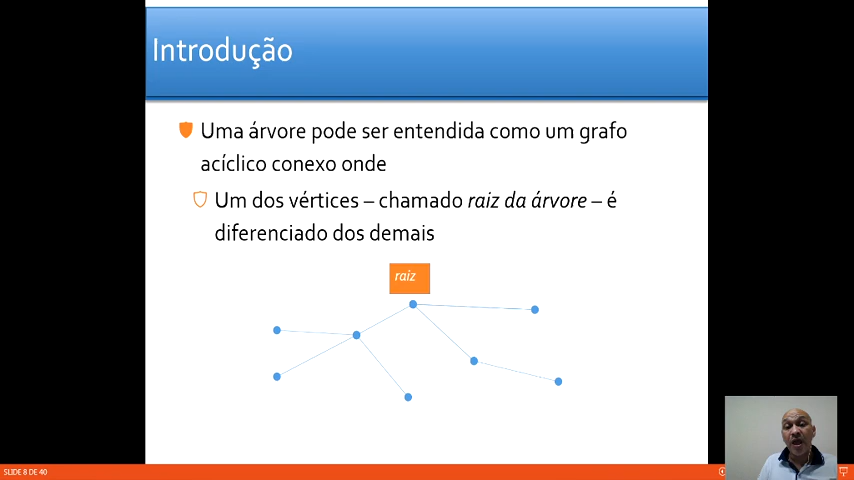 Introdução
Uma árvore pode ser entendida como um grafo
acíclico conexo onde
Um dos vértices – chamado raiz da árvore – é
diferenciado dos demais
raiz
SLIDE 8 DE 40